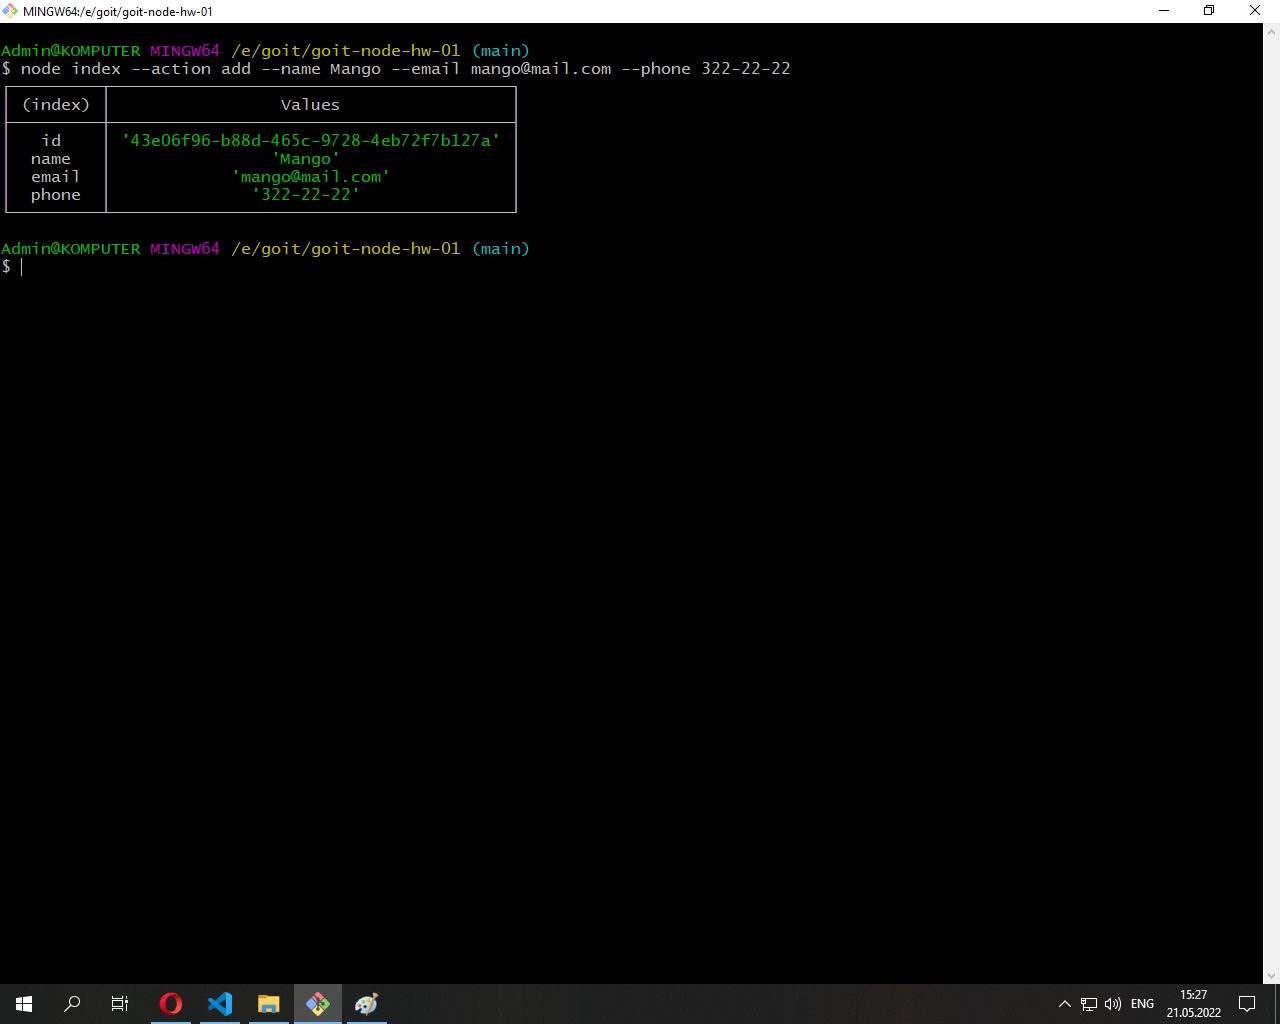 MINGW64:/e/goit/goit-node-hw-01
Admin@KOMPUTER MINGW64 /e/goit/goit-node-hw-01 (main)
$ node index --action add --name Mango --email mango@mail.com --phone 322-22-22
(index) Values
id '43e06f96-b88d-465c-9728-4eb72f7b127a'
name 'Mango'
email 'mango@mail.com'
phone '322-22-22'
Admin@KOMPUTER MINGW64 /e/goit/goit-node-hw-01 (main)
$
ENG
15:27
21.05.2022